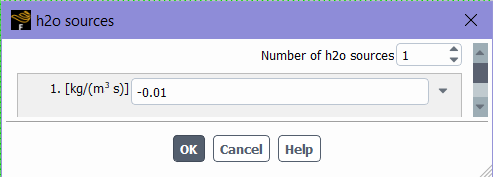 h2o sources
Number of h2o sources 1
1. [kg/(m³ s)] -0.01
OK Cancel Help